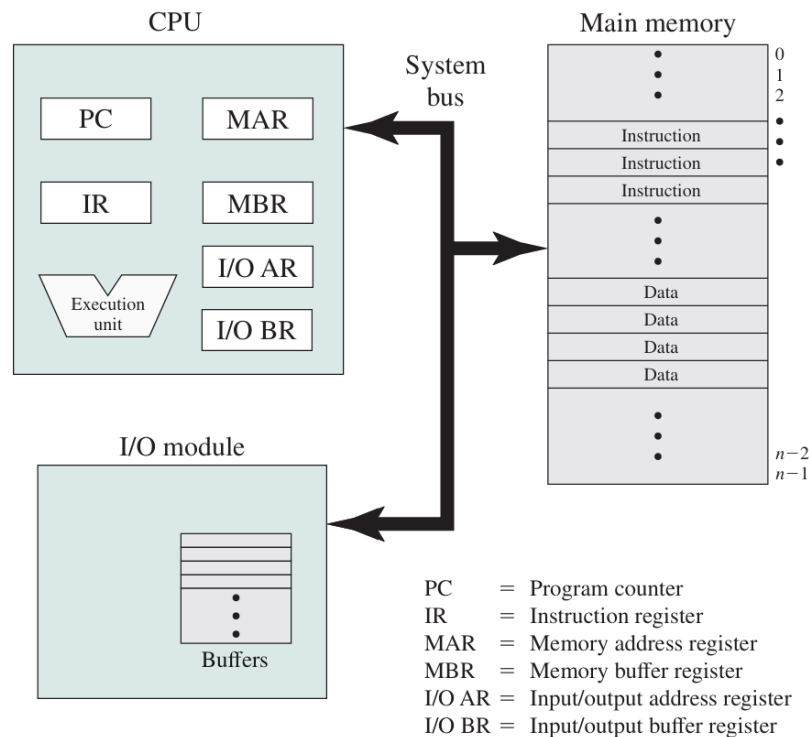 CPU
Main memory
System
bus
0
1
2
PC
MAR
Instruction
Instruction
Instruction
IR
MBR
I/O AR
Execution
unit
I/O BR
Data
Data
Data
Data
I/O module
n−2
n−1
Buffers
PC = Program counter
IR = Instruction register
MAR = Memory address register
MBR = Memory buffer register
I/O AR = Input/output address register
I/O BR = Input/output buffer register